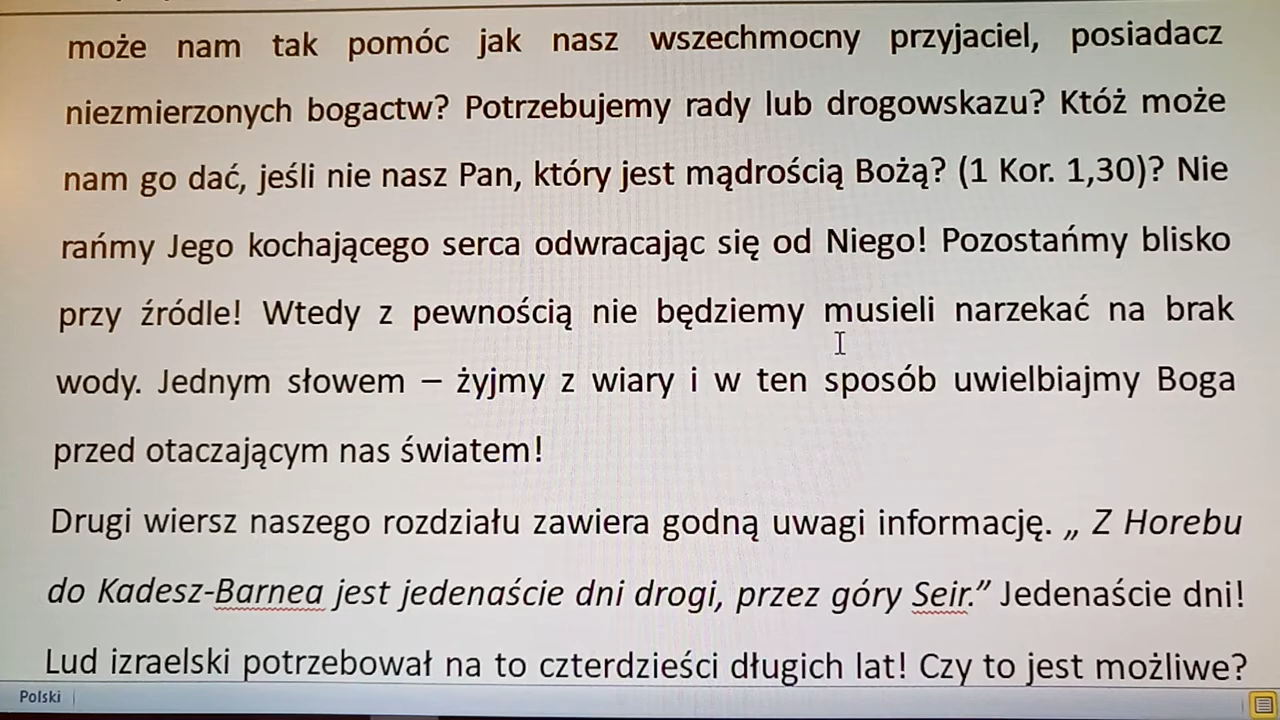 może nam tak pomóc jak nasz wszechmocny przyjaciel, posiadacz
niezmierzonych bogactw? Potrzebujemy rady lub drogowskazu? Któż może
nam go dać, jeśli nie nasz Pan, który jest mądrością Bożą? (1 Kor. 1,30)? Nie
rańmy Jego kochającego serca odwracając się od Niego! Pozostańmy blisko
przy źródle! Wtedy z pewnością nie będziemy musieli narzekać na brak
wody. Jednym słowem – żyjmy z wiary i w ten sposób uwielbiajmy Boga
przed otaczającym nas światem!
Drugi wiersz naszego rozdziału zawiera godną uwagi informację. „ Z Horebu
do Kadesz-Barnea jest jedenaście dni drogi, przez góry Seir.” Jedenaście dni!
Lud izraelski potrzebował na to czterdzieści długich lat! Czy to jest możliwe?
Polski